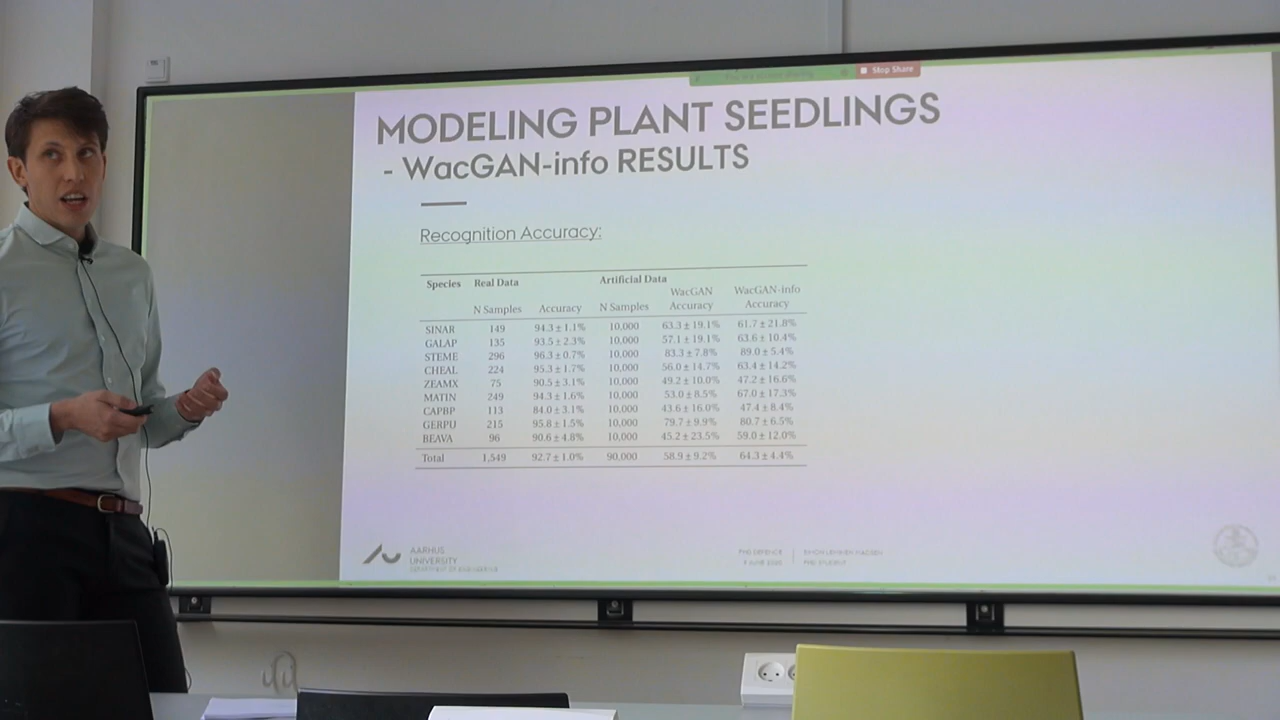 Stop Share
MODELING PLANT SEEDLINGS
- WacGAN-info RESULTS
Recognition Accuracy:
Species Real Data Artificial Data
N Samples Accuracy N Samples WacGAN Accuracy WacGAN-info Accuracy
SINAR 149 94.3 ± 1.1% 10,000 63.3 ± 19.1% 61.7 ± 21.8%
GALAP 135 93.5 ± 2.3% 10,000 57.1 ± 19.1% 63.6 ± 10.4%
STEME 296 96.3 ± 0.7% 10,000 83.3 ± 7.8% 89.0 ± 5.4%
CHEAL 224 95.3 ± 1.7% 10,000 56.0 ± 14.7% 63.4 ± 14.2%
ZEAMX 75 90.5 ± 3.1% 10,000 49.2 ± 10.0% 47.2 ± 16.6%
MATIN 249 94.3 ± 1.6% 10,000 53.0 ± 8.5% 67.0 ± 17.3%
CAPBP 113 84.0 ± 3.1% 10,000 43.6 ± 16.0% 47.4 ± 8.4%
GERPU 215 95.8 ± 1.5% 10,000 79.7 ± 9.9% 80.7 ± 6.5%
BEAVA 96 90.6 ± 4.8% 10,000 45.2 ± 23.5% 59.0 ± 12.0%
Total 1,549 92.7 ± 1.0% 90,000 58.9 ± 9.2% 64.3 ± 4.4%
AARHUS
UNIVERSITY
DEPARTMENT OF ENGINEERING
PHD DEFENCE
PHD STUDENT